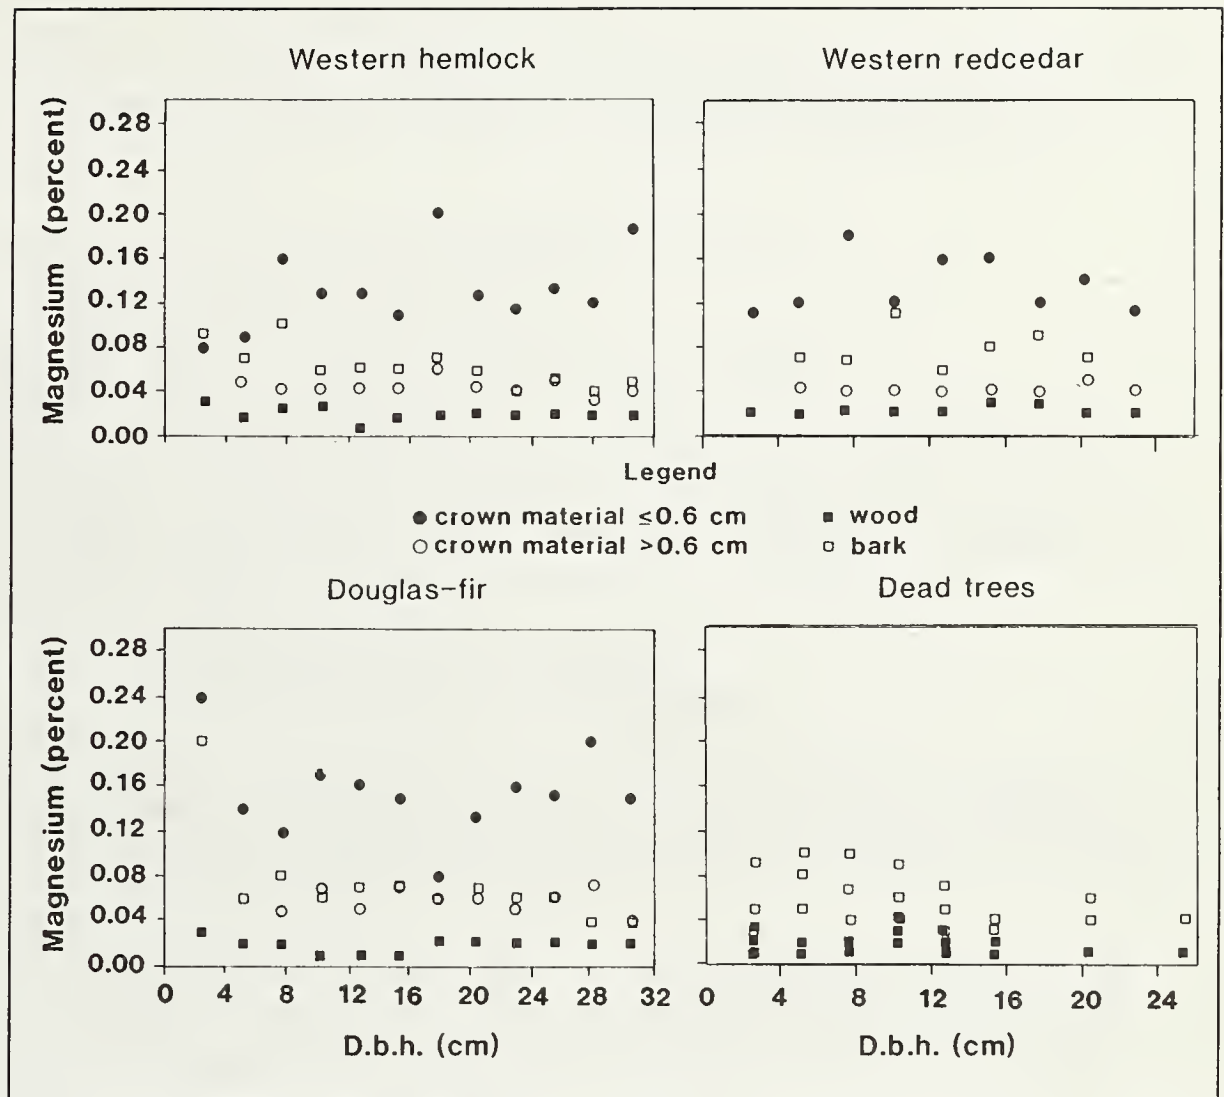 Western hemlock
Western redcedar
Magnesium (percent)
0.28
0.24
0.20
0.16
0.12
0.08
0.04
0.00
Legend
crown material ≤0.6 cm
wood
crown material >0.6 cm
bark
Douglas-fir
Dead trees
Magnesium (percent)
0.28
0.24
0.20
0.16
0.12
0.08
0.04
0.00
0 4 8 12 16 20 24 28 32
0 4 8 12 16 20 24
D.b.h. (cm)
D.b.h. (cm)